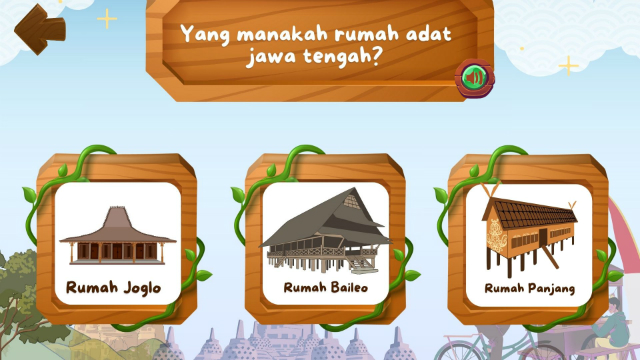 Yang manakah rumah adat
jawa tengah?
Rumah Joglo
Rumah Baileo
Rumah Panjang